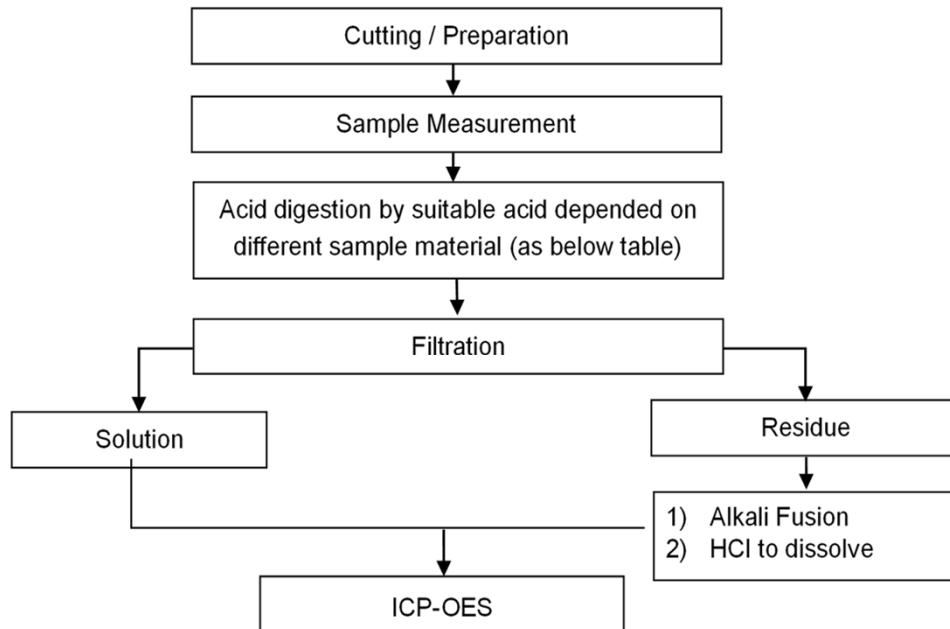 Cutting / Preparation
Sample Measurement
Acid digestion by suitable acid depended on
different sample material (as below table)
Filtration
Solution
Residue
1) Alkali Fusion
2) HCl to dissolve
ICP-OES